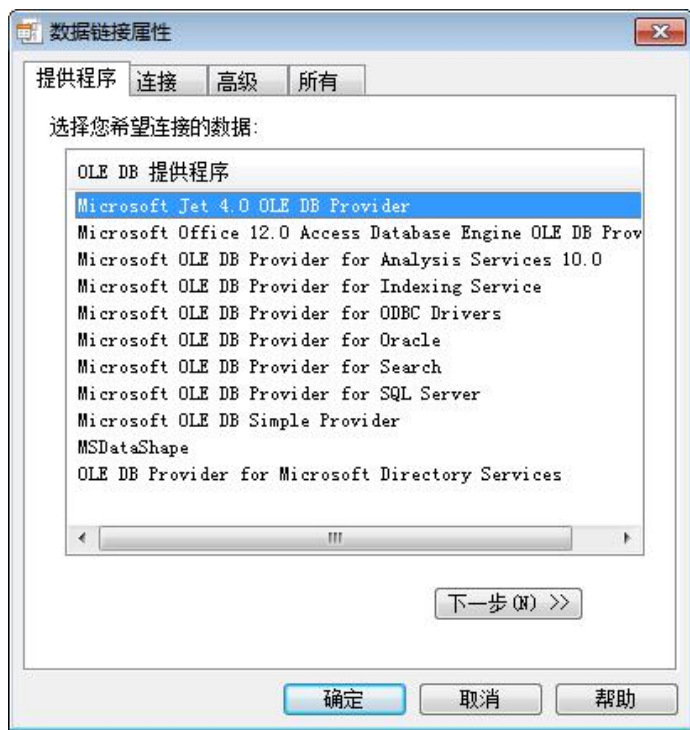 数据链接属性
提供程序 连接 高级 所有
选择您希望连接的数据:
OLE DB 提供程序
Microsoft Jet 4.0 OLE DB Provider
Microsoft Office 12.0 Access Database Engine OLE DB Prov
Microsoft OLE DB Provider for Analysis Services 10.0
Microsoft OLE DB Provider for Indexing Service
Microsoft OLE DB Provider for ODBC Drivers
Microsoft OLE DB Provider for Oracle
Microsoft OLE DB Provider for Search
Microsoft OLE DB Provider for SQL Server
Microsoft OLE DB Simple Provider
MSDataShape
OLE DB Provider for Microsoft Directory Services
下一步(N) >>
确定 取消 帮助